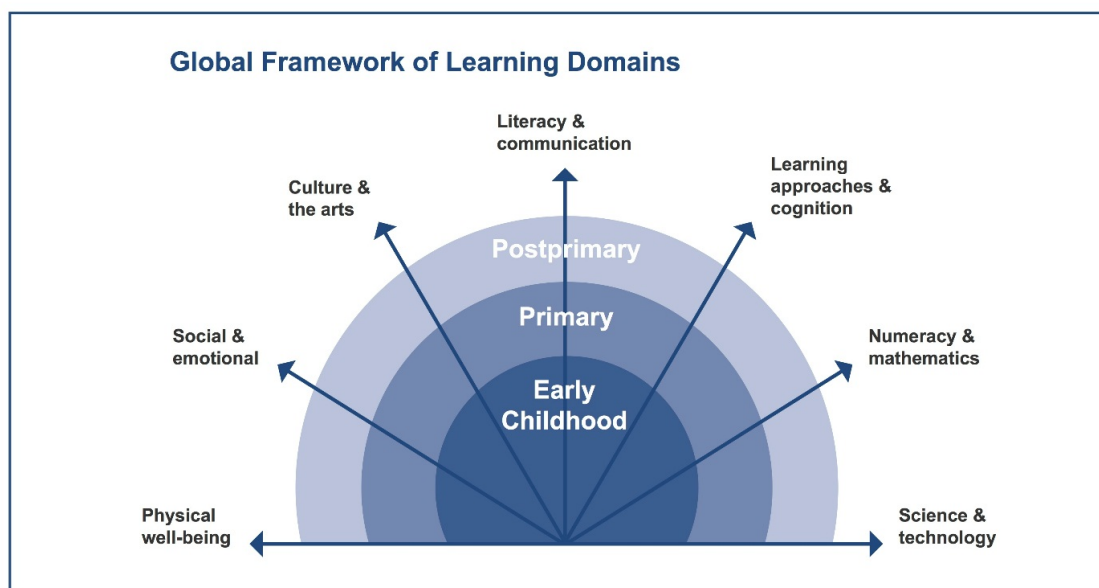 Global Framework of Learning Domains
Literacy &
communication
Learning
approaches &
cognition
Culture &
the arts
Postprimary
Primary
Social &
emotional
Numeracy &
mathematics
Early
Childhood
Physical
well-being
Science &
technology